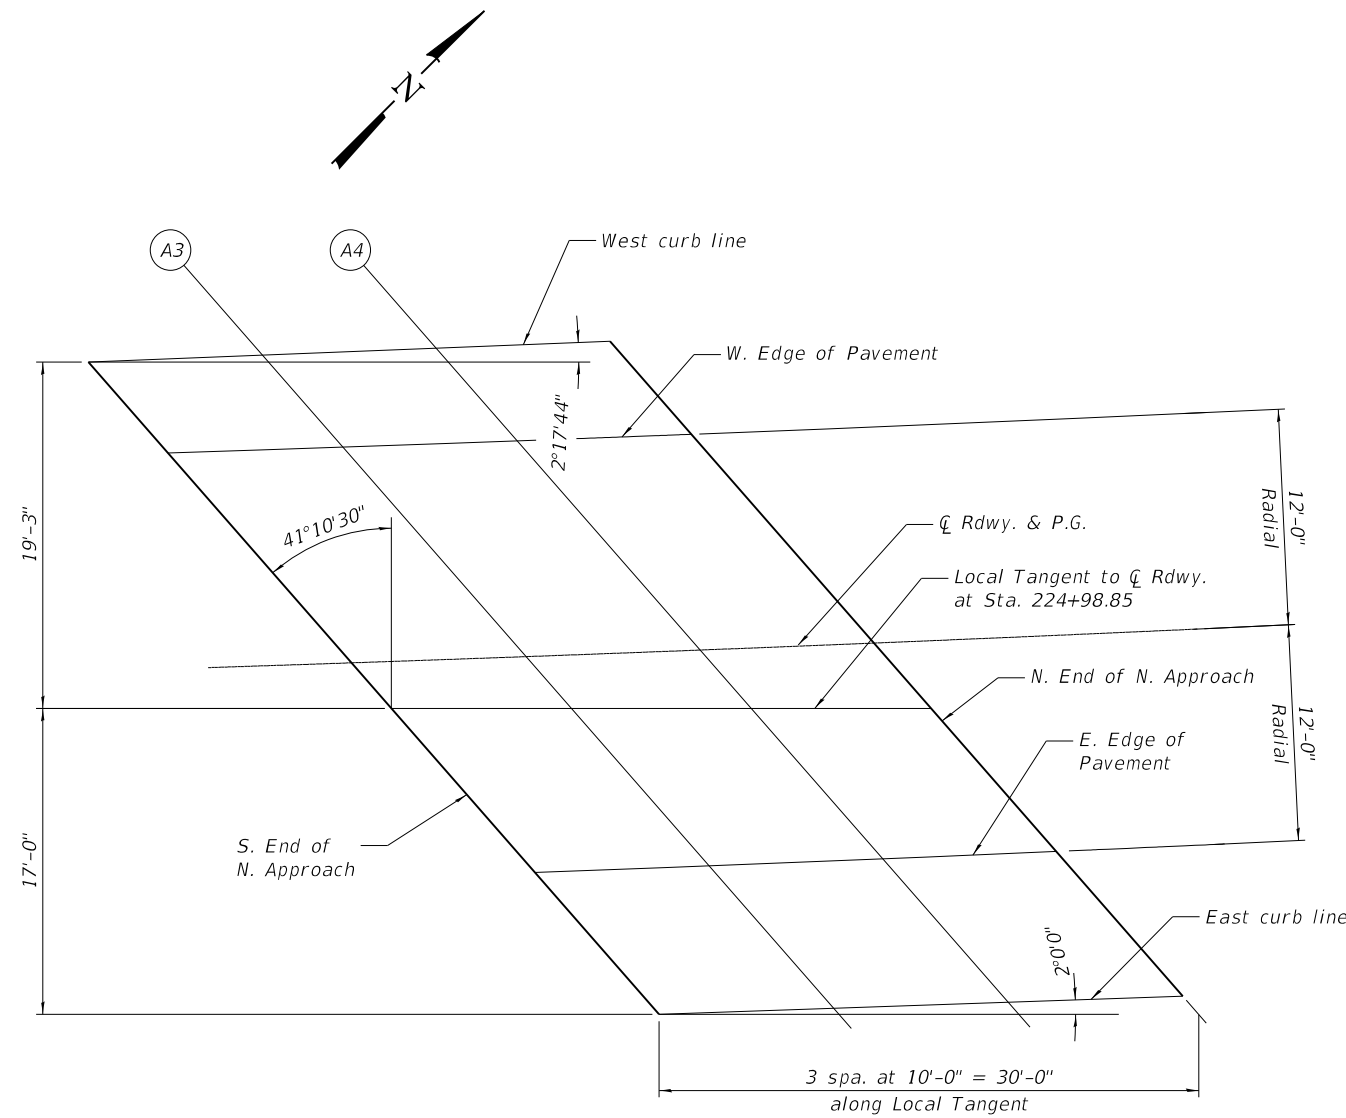 N
A3
A4
West curb line
W. Edge of Pavement
2°17'44"
12'-0"
Radial
41°10'30"
19'-3"
℄ Rdwy. & P.G.
Local Tangent to ℄ Rdwy.
at Sta. 224+98.85
N. End of N. Approach
12'-0"
Radial
E. Edge of
Pavement
S. End of
N. Approach
17'-0"
East curb line
2°0'0"
3 spa. at 10'-0" = 30'-0"
along Local Tangent